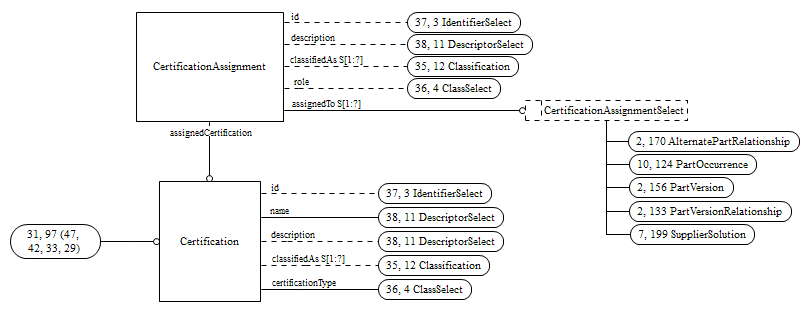 id
37, 3 IdentifierSelect
description
38, 11 DescriptorSelect
CertificationAssignment
classifiedAs S[1:?]
35, 12 Classification
role
36, 4 ClassSelect
assignedTo S[1:?]
CertificationAssignmentSelect
assignedCertification
2, 170 AlternatePartRelationship
10, 124 PartOccurrence
2, 156 PartVersion
2, 133 PartVersionRelationship
7, 199 SupplierSolution
id
37, 3 IdentifierSelect
name
38, 11 DescriptorSelect
31, 97 (47,
42, 33, 29)
Certification
description
38, 11 DescriptorSelect
classifiedAs S[1:?]
35, 12 Classification
certificationType
36, 4 ClassSelect